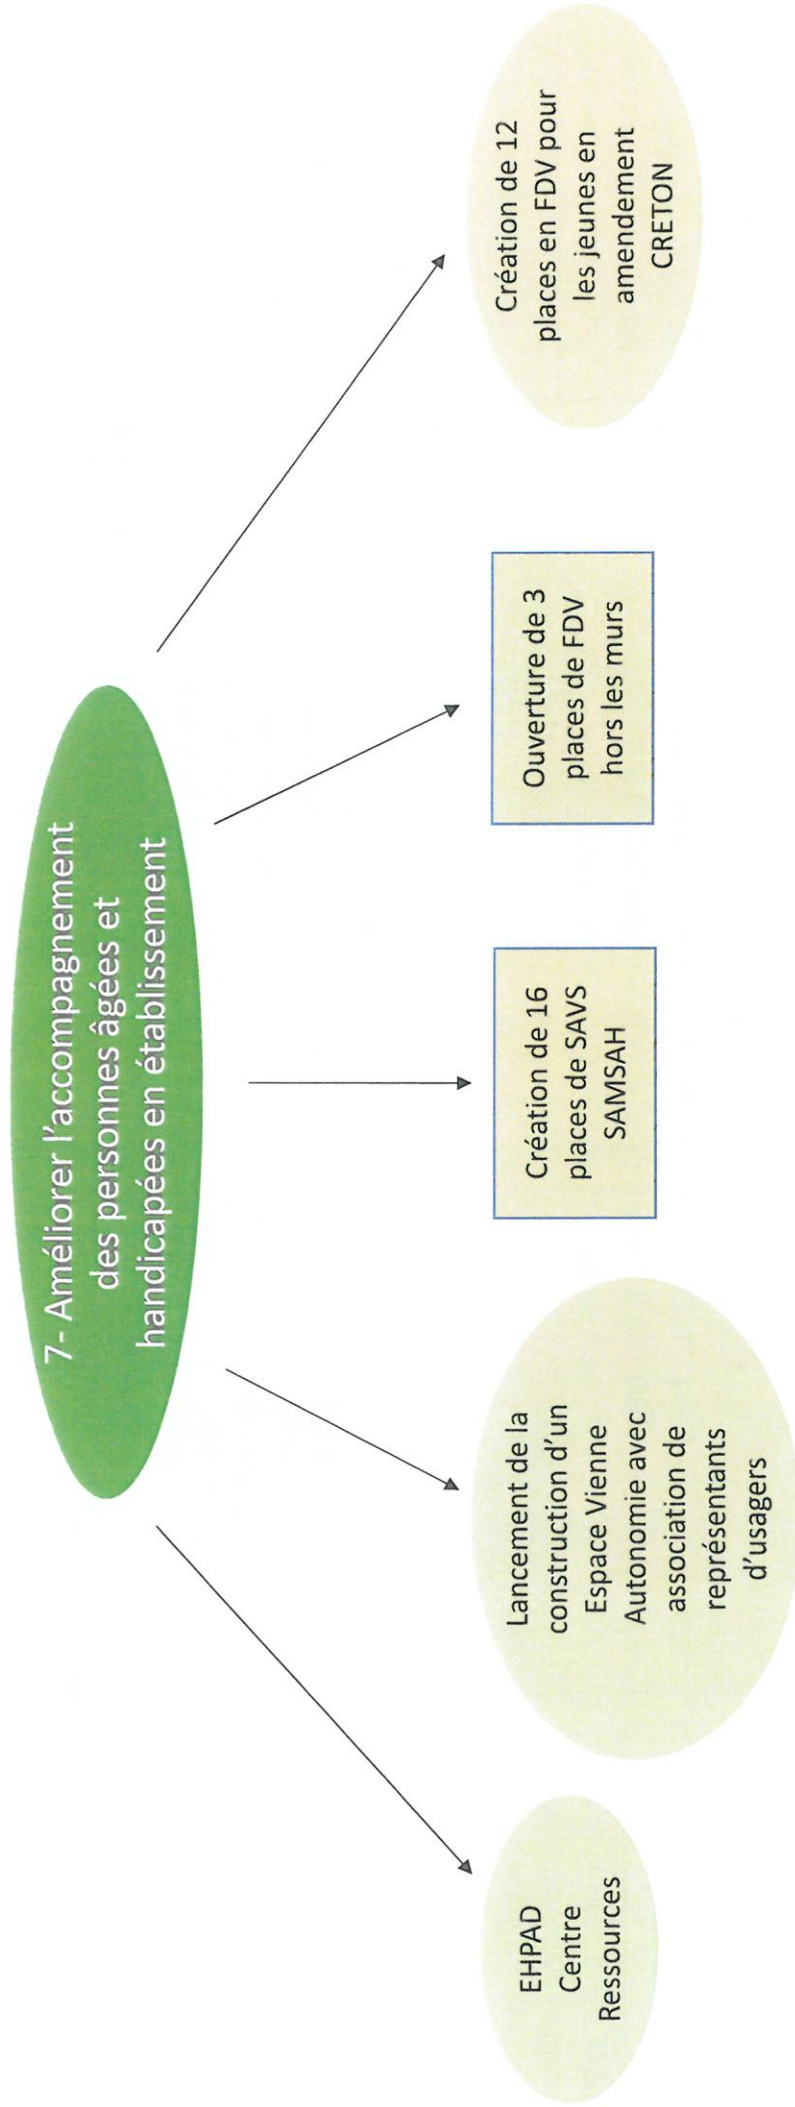 7- Améliorer l'accompagnement
des personnes âgées et
handicapées en établissement
EHPAD
Centre
Ressources
Lancement de la
construction d'un
Espace Vienne
Autonomie avec
association de
représentants
d'usagers
Création de 16
places de SAVS
SAMSAH
Ouverture de 3
places de FDV
hors les murs
Création de 12
places en FDV pour
les jeunes en
amendement
CRETON